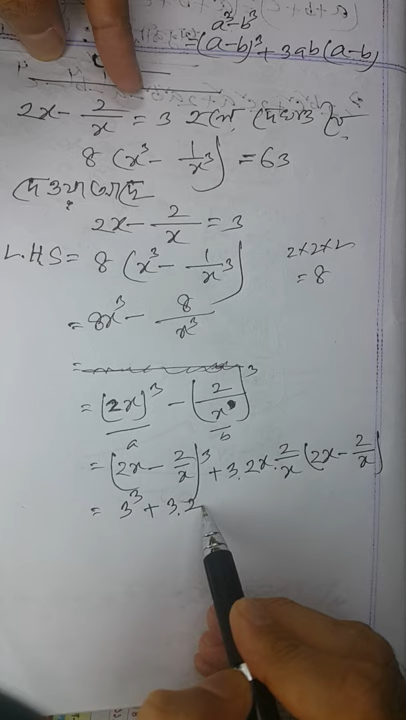 a³-b³
=(a-b)³+3ab(a-b)
2x - 2/x = 3 হলে দেখাও যে
8(x³ - 1/x³) = 63
দেওয়া আছে
2x - 2/x = 3
L.H.S = 8(x³ - 1/x³)
2×2×2
= 8
= 8x³ - 8/x³
=
= (2x)³ - (2/x)³
a b
= (2x - 2/x)³ + 3.2x.2/x(2x - 2/x)
= 3³ + 3.2